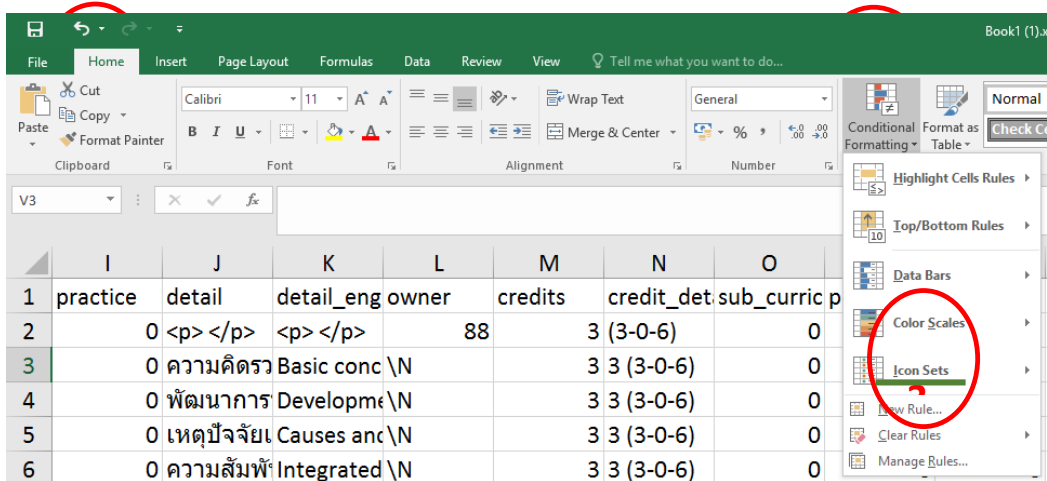 Book1 (1).x
File Home Insert Page Layout Formulas Data Review View Tell me what you want to do...
Cut
Copy
Format Painter
Paste
Calibri 11 A A
B I U A
Wrap Text
Merge & Center
General
% , .0 .00 .00 .0
Conditional Formatting
Format as Table
Normal
Clipboard Font Alignment Number
V3 fx
Highlight Cells Rules
Top/Bottom Rules
Data Bars
Color Scales
Icon Sets
New Rule...
Clear Rules
Manage Rules...
I J K L M N O
1 practice detail detail_eng owner credits credit_det sub_curric p
2 0 <p> </p> <p> </p> 88 3 (3-0-6) 0
3 0 ความคิดรว Basic conc \N 3 3 (3-0-6) 0
4 0 พัฒนาการ Developme \N 3 3 (3-0-6) 0
5 0 เหตุปัจจัยเ Causes and \N 3 3 (3-0-6) 0
6 0 ความสัมพั Integrated \N 3 3 (3-0-6) 0